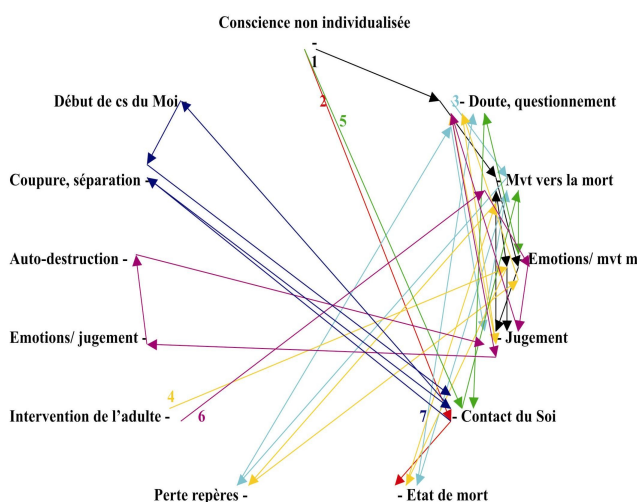 Conscience non individualisée
-
1
Début de cs du Moi
2
5
3
- Doute, questionnement
Coupure, séparation -
- Mvt vers la mort
Auto-destruction -
Emotions/ mvt m
Emotions/ jugement -
- Jugement
4
Intervention de l'adulte -
6
7
- Contact du Soi
Perte repères -
- Etat de mort